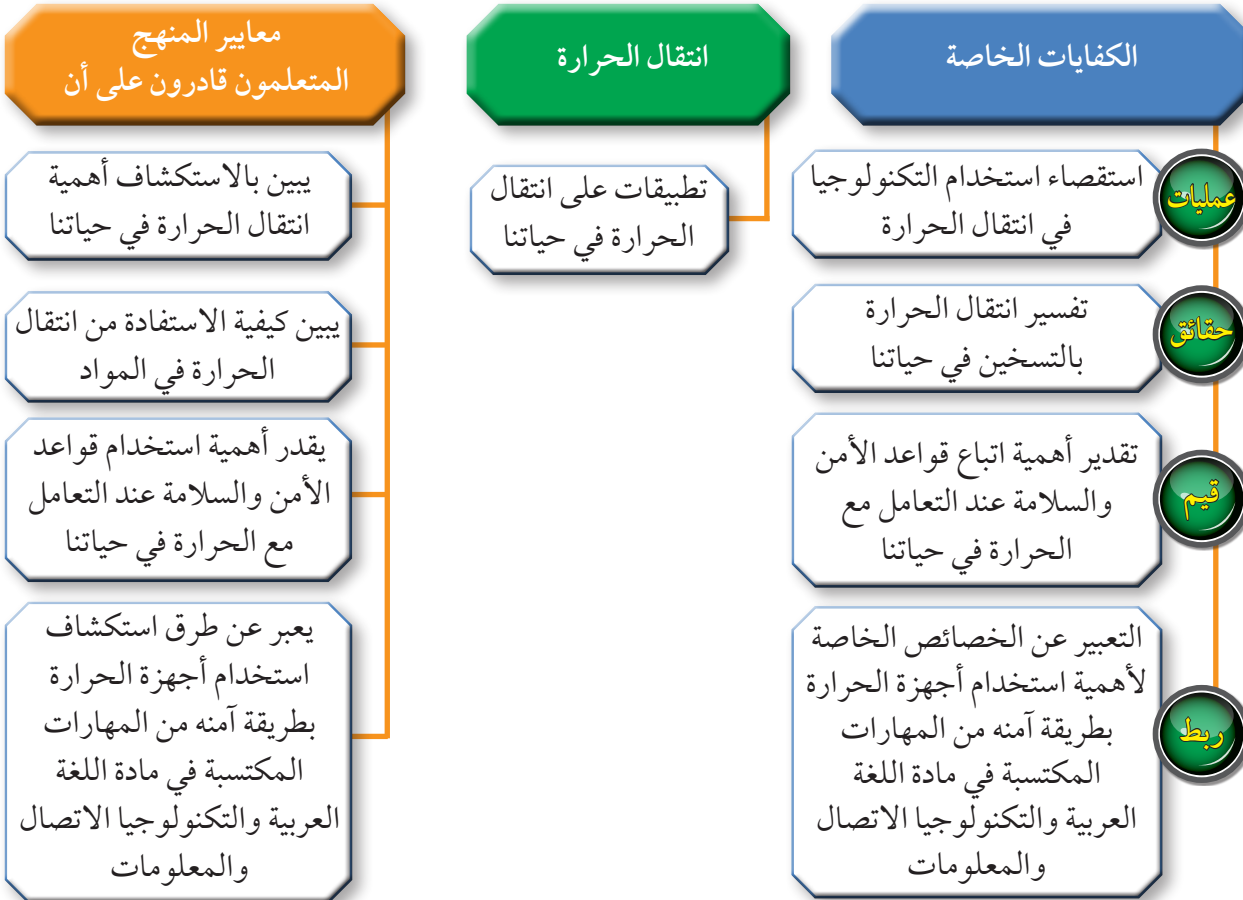 الكفايات الخاصة
عمليات
استقصاء استخدام التكنولوجيا
في انتقال الحرارة
حقائق
تفسير انتقال الحرارة
بالتسخين في حياتنا
قيم
تقدير أهمية اتباع قواعد الأمن
والسلامة عند التعامل مع
الحرارة في حياتنا
ربط
التعبير عن الخصائص الخاصة
لأهمية استخدام أجهزة الحرارة
بطريقة آمنه من المهارات
المكتسبة في مادة اللغة
العربية والتكنولوجيا الاتصال
والمعلومات
انتقال الحرارة
تطبيقات على انتقال
الحرارة في حياتنا
معايير المنهج
المتعلمون قادرون على أن
يبين بالاستكشاف أهمية
انتقال الحرارة في حياتنا
يبين كيفية الاستفادة من انتقال
الحرارة في المواد
يقدر أهمية استخدام قواعد
الأمن والسلامة عند التعامل
مع الحرارة في حياتنا
يعبر عن طرق استكشاف
استخدام أجهزة الحرارة
بطريقة آمنه من المهارات
المكتسبة في مادة اللغة
العربية والتكنولوجيا الاتصال
والمعلومات